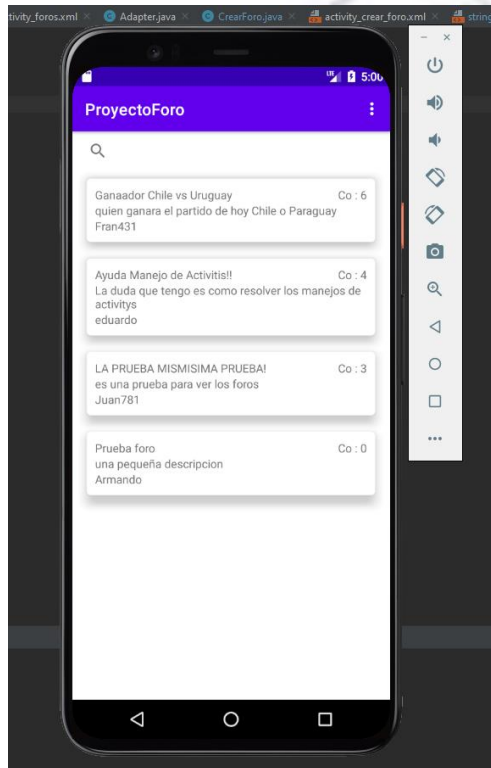 tivity_foros.xml Adapter.java CrearForo.java activity_crear_foro.xml string
LTE 5:00
ProyectoForo
Ganaador Chile vs Uruguay Co : 6
quien ganara el partido de hoy Chile o Paraguay
Fran431
Ayuda Manejo de Activitis!! Co : 4
La duda que tengo es como resolver los manejos de
activitys
eduardo
LA PRUEBA MISMISIMA PRUEBA! Co : 3
es una prueba para ver los foros
Juan781
Prueba foro Co : 0
una pequeña descripcion
Armando